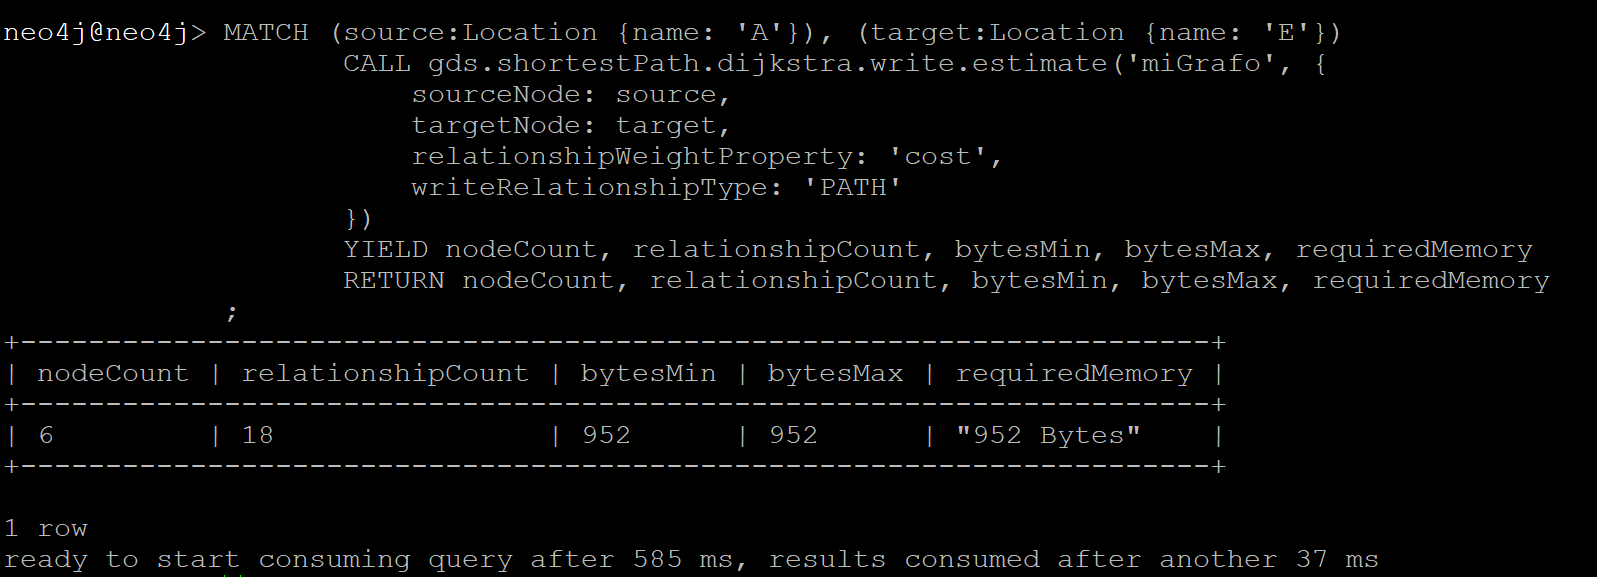 neo4j@neo4j> MATCH (source:Location {name: 'A'}), (target:Location {name: 'E'})
                    CALL gds.shortestPath.dijkstra.write.estimate('miGrafo', {
                        sourceNode: source,
                        targetNode: target,
                        relationshipWeightProperty: 'cost',
                        writeRelationshipType: 'PATH'
                    })
                    YIELD nodeCount, relationshipCount, bytesMin, bytesMax, requiredMemory
                    RETURN nodeCount, relationshipCount, bytesMin, bytesMax, requiredMemory
             ;
+----------------------------------------------------------------------+
| nodeCount | relationshipCount | bytesMin | bytesMax | requiredMemory |
+----------------------------------------------------------------------+
| 6         | 18                | 952      | 952      | "952 Bytes"    |
+----------------------------------------------------------------------+
1 row
ready to start consuming query after 585 ms, results consumed after another 37 ms